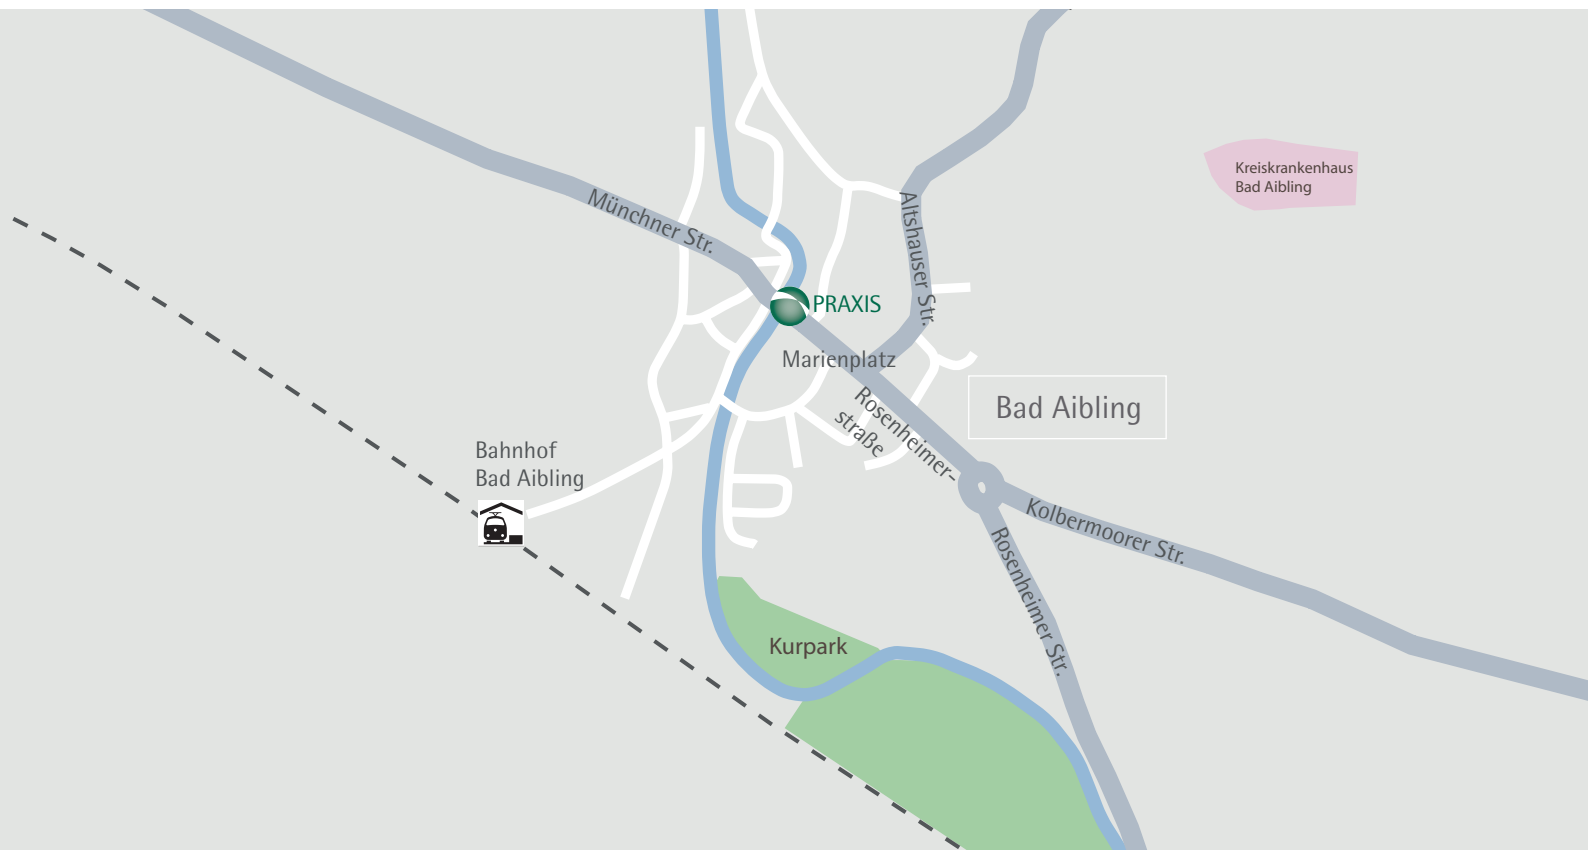 Kreiskrankenhaus
Bad Aibling
Münchner Str.
Altshauser Str.
PRAXIS
Marienplatz
Rosenheimer-
straße
Bad Aibling
Bahnhof
Bad Aibling
Kolbermoorer Str.
Rosenheimer Str.
Kurpark